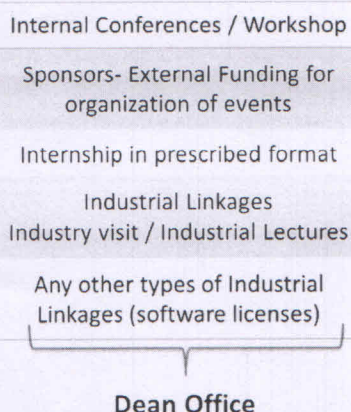 Internal Conferences / Workshop
Sponsors- External Funding for
organization of events
Internship in prescribed format
Industrial Linkages
Industry visit / Industrial Lectures
Any other types of Industrial
Linkages (software licenses)
Dean Office